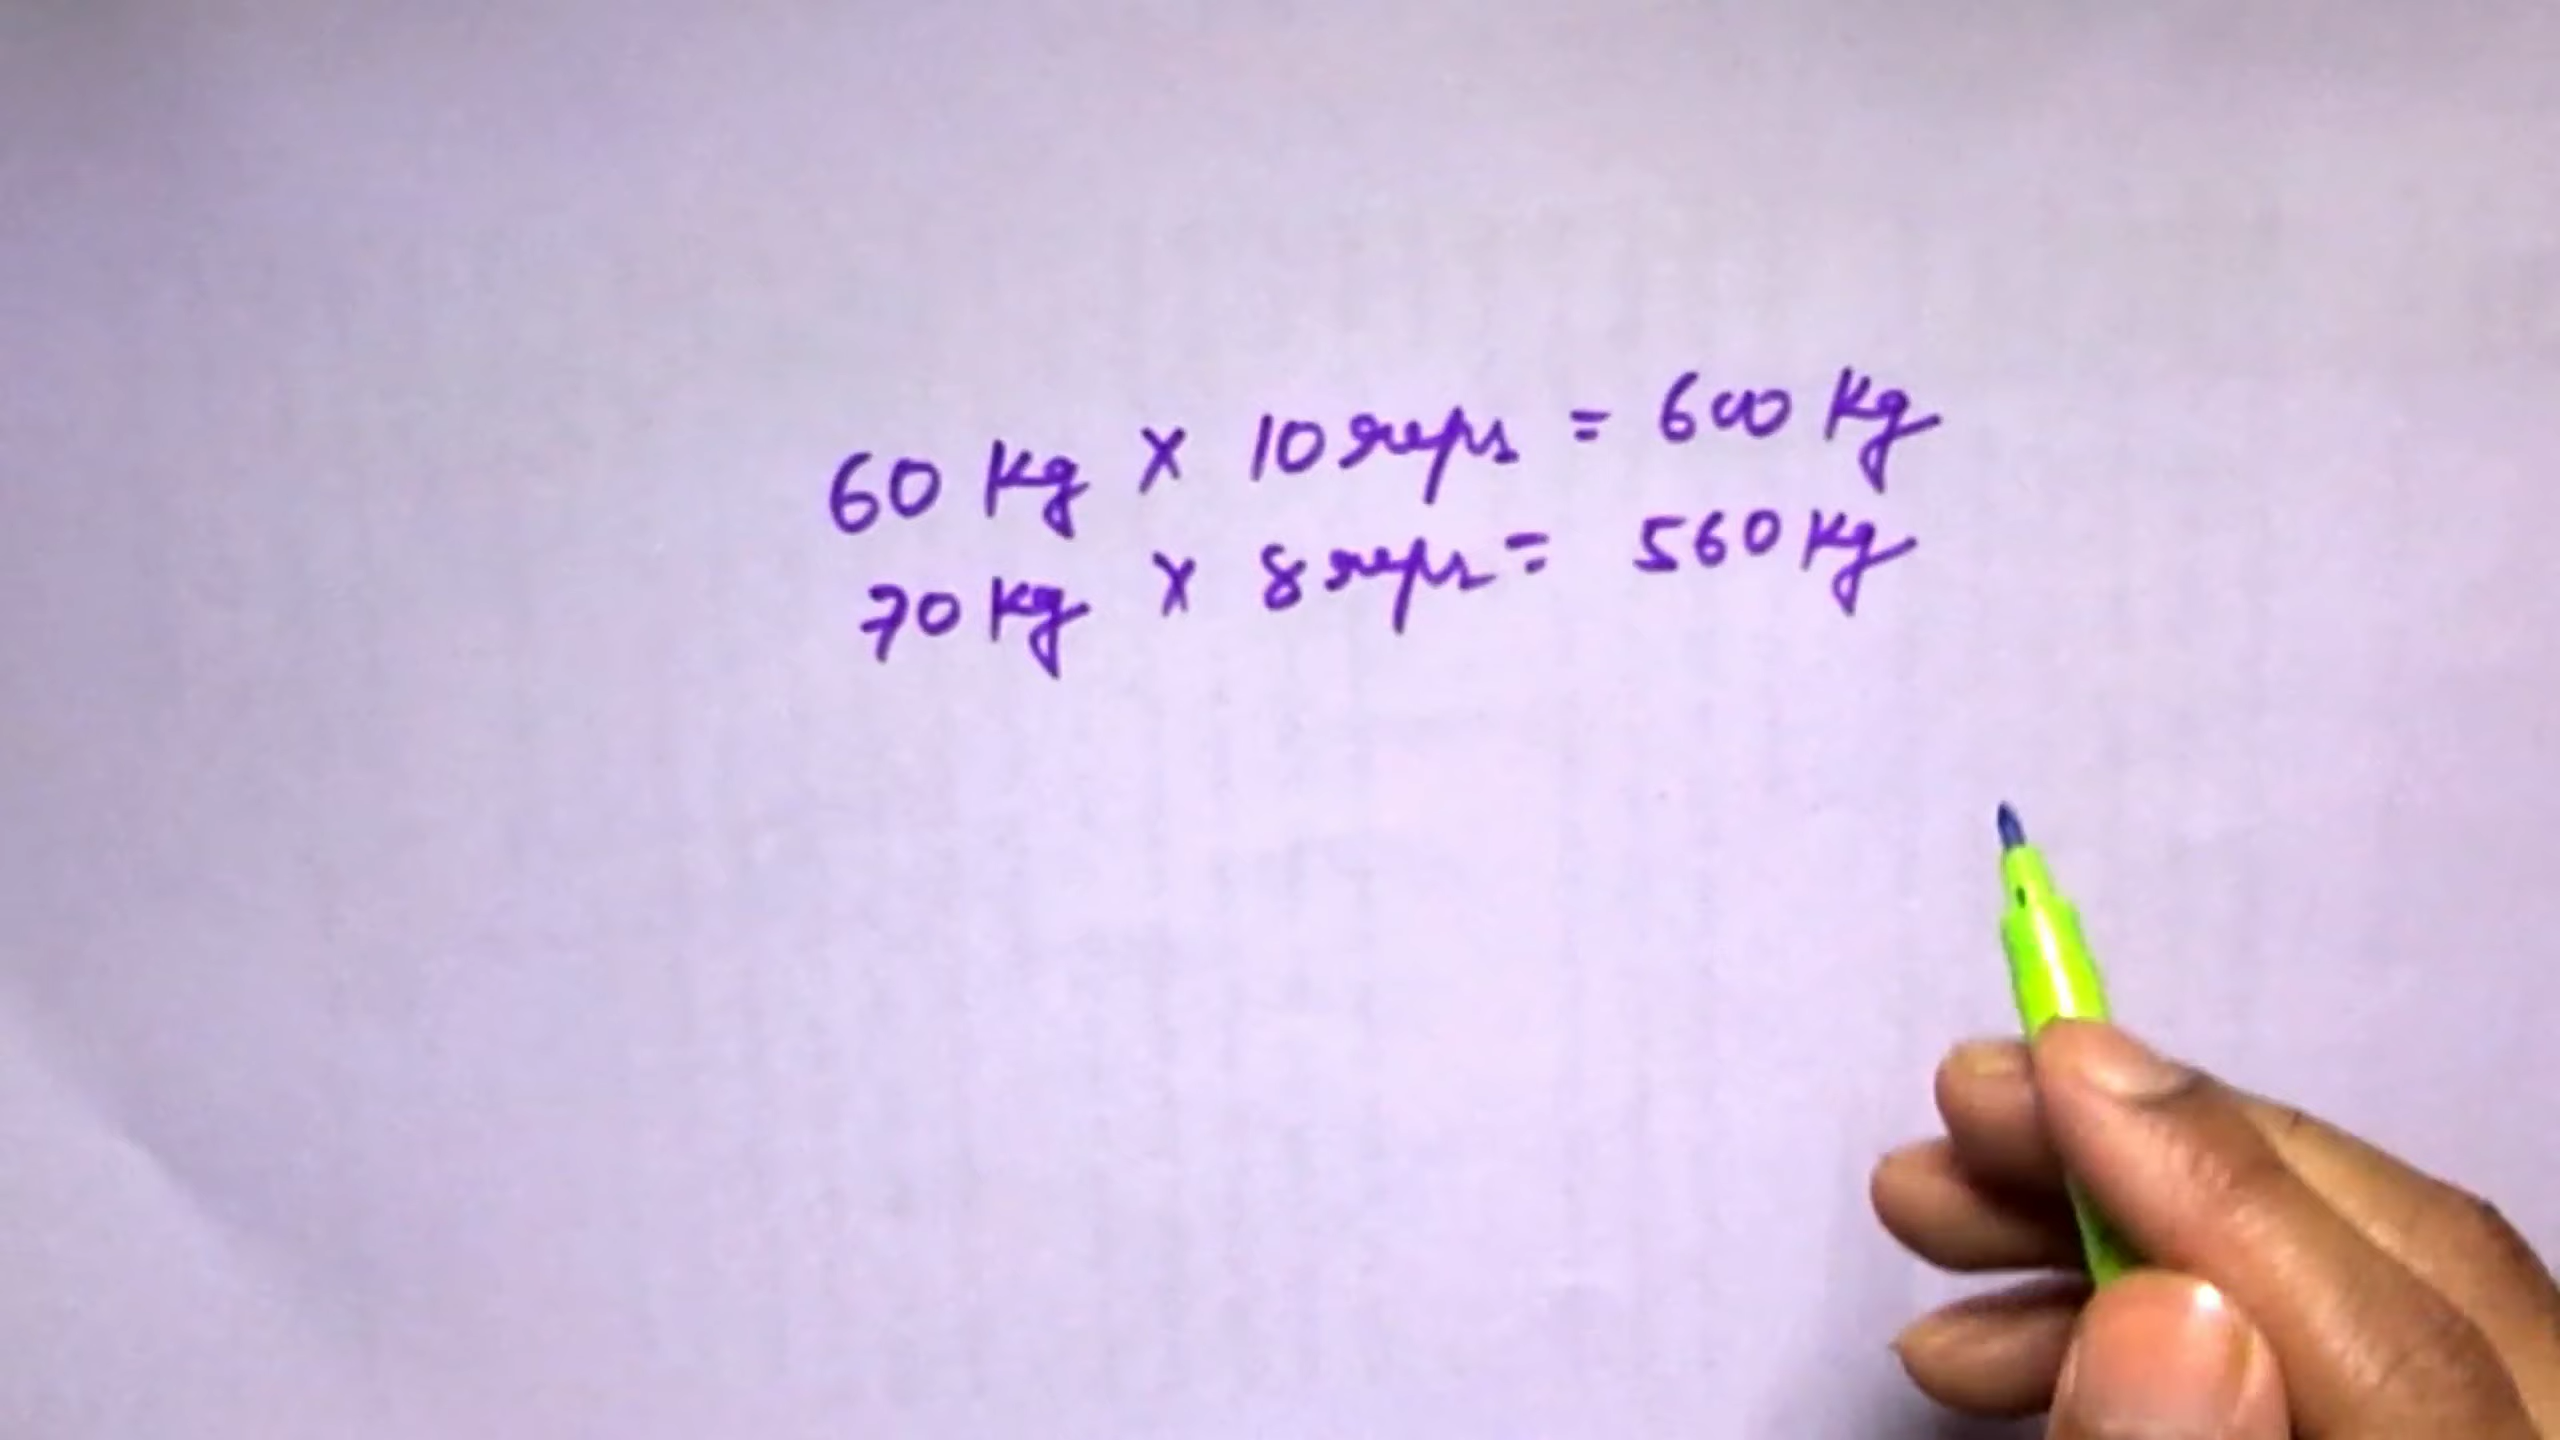 60 kg x 10 reps = 600 kg
70 kg x 8 reps = 560 kg